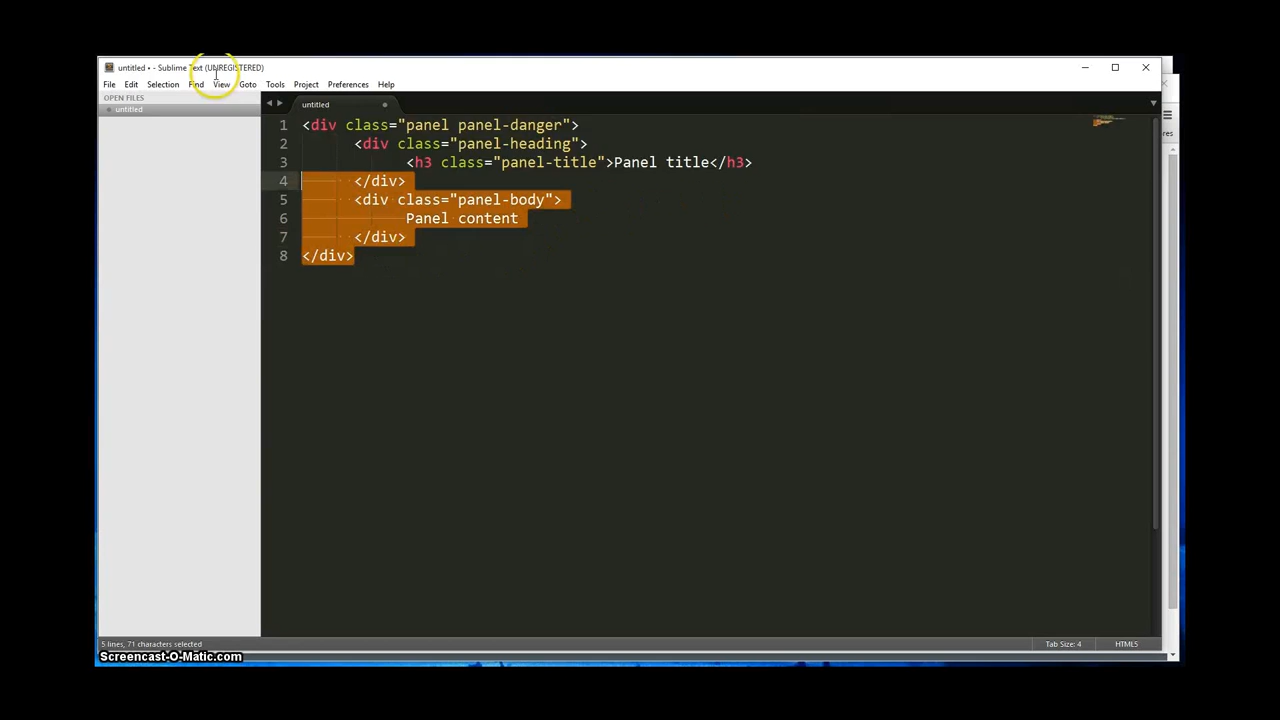 untitled • - Sublime Text (UNREGISTERED)
File Edit Selection Find View Goto Tools Project Preferences Help
OPEN FILES
untitled
untitled
1 <div class="panel panel-danger">
2 <div class="panel-heading">
3 <h3 class="panel-title">Panel title</h3>
4 </div>
5 <div class="panel-body">
6 Panel content
7 </div>
8 </div>
5 lines, 71 characters selected
Tab Size: 4
HTML5
Screencast-O-Matic.com
res